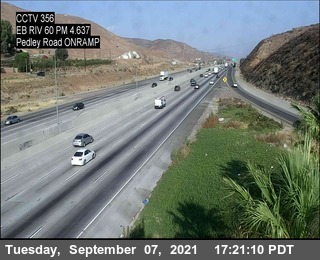 CCTV 356
EB RIV 60 PM 4.637
Pedley Road ONRAMP
Tuesday, September 07, 2021 17:21:10 PDT